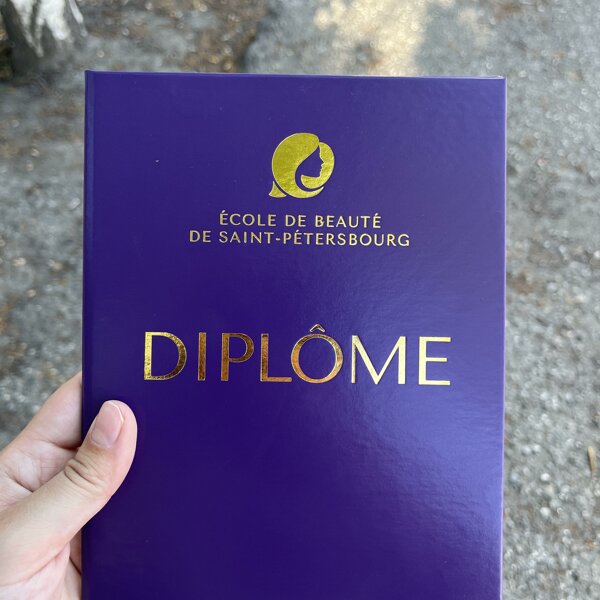 ÉCOLE DE BEAUTÉ
DE SAINT-PÉTERSBOURG
DIPLÔME